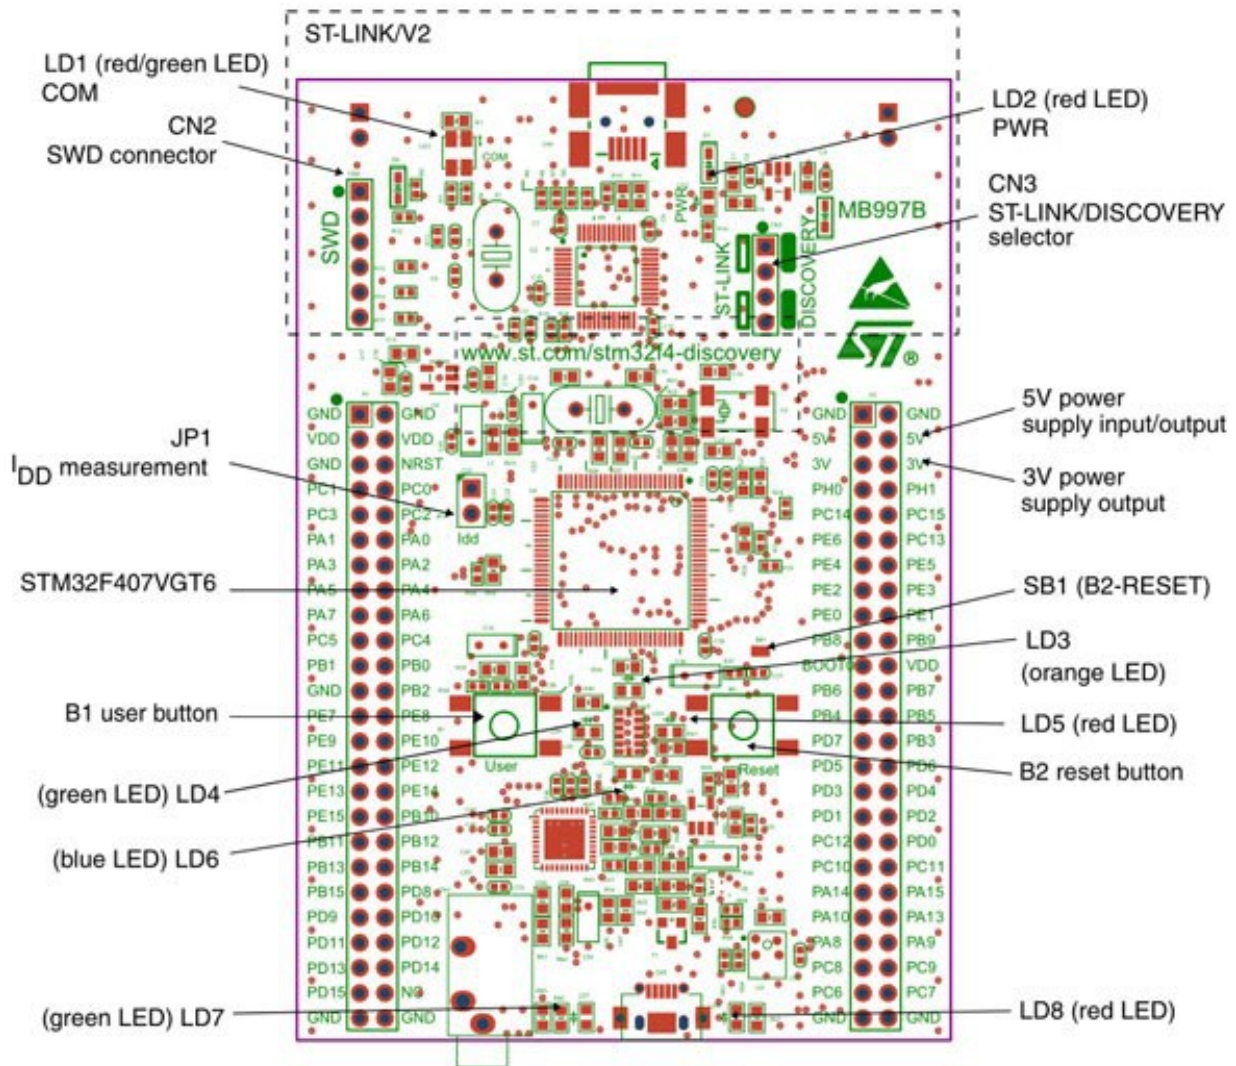 ST-LINK/V2
LD1 (red/green LED)
COM
CN2
SWD connector
LD2 (red LED)
PWR
CN3
ST-LINK/DISCOVERY
selector
COM
PWR
MB997B
SWD
ST-LINK
DISCOVERY
ST®
www.st.com/stm32f4-discovery
JP1
IDD measurement
STM32F407VGT6
B1 user button
(green LED) LD4
(blue LED) LD6
(green LED) LD7
5V power
supply input/output
3V power
supply output
SB1 (B2-RESET)
LD3
(orange LED)
LD5 (red LED)
B2 reset button
LD8 (red LED)
Idd
User
Reset
GND GND GND GND
VDD VDD 5V 5V
GND NRST 3V 3V
PC1 PC0 PH0 PH1
PC3 PC2 PC14 PC15
PA1 PA0 PE6 PC13
PA3 PA2 PE4 PE5
PA5 PA4 PE2 PE3
PA7 PA6 PE0 PE1
PC5 PC4 PB8 PB9
PB1 PB0 BOOT0 VDD
GND PB2 PB6 PB7
PE7 PE8 PB4 PB5
PE9 PE10 PD7 PB3
PE11 PE12 PD5 PD6
PE13 PE14 PD3 PD4
PE15 PB10 PD1 PD2
PB11 PB12 PC12 PD0
PB13 PB14 PC10 PC11
PB15 PD8 PA14 PA15
PD9 PD10 PA10 PA13
PD11 PD12 PA8 PA9
PD13 PD14 PC8 PC9
PD15 NC PC6 PC7
GND GND GND GND